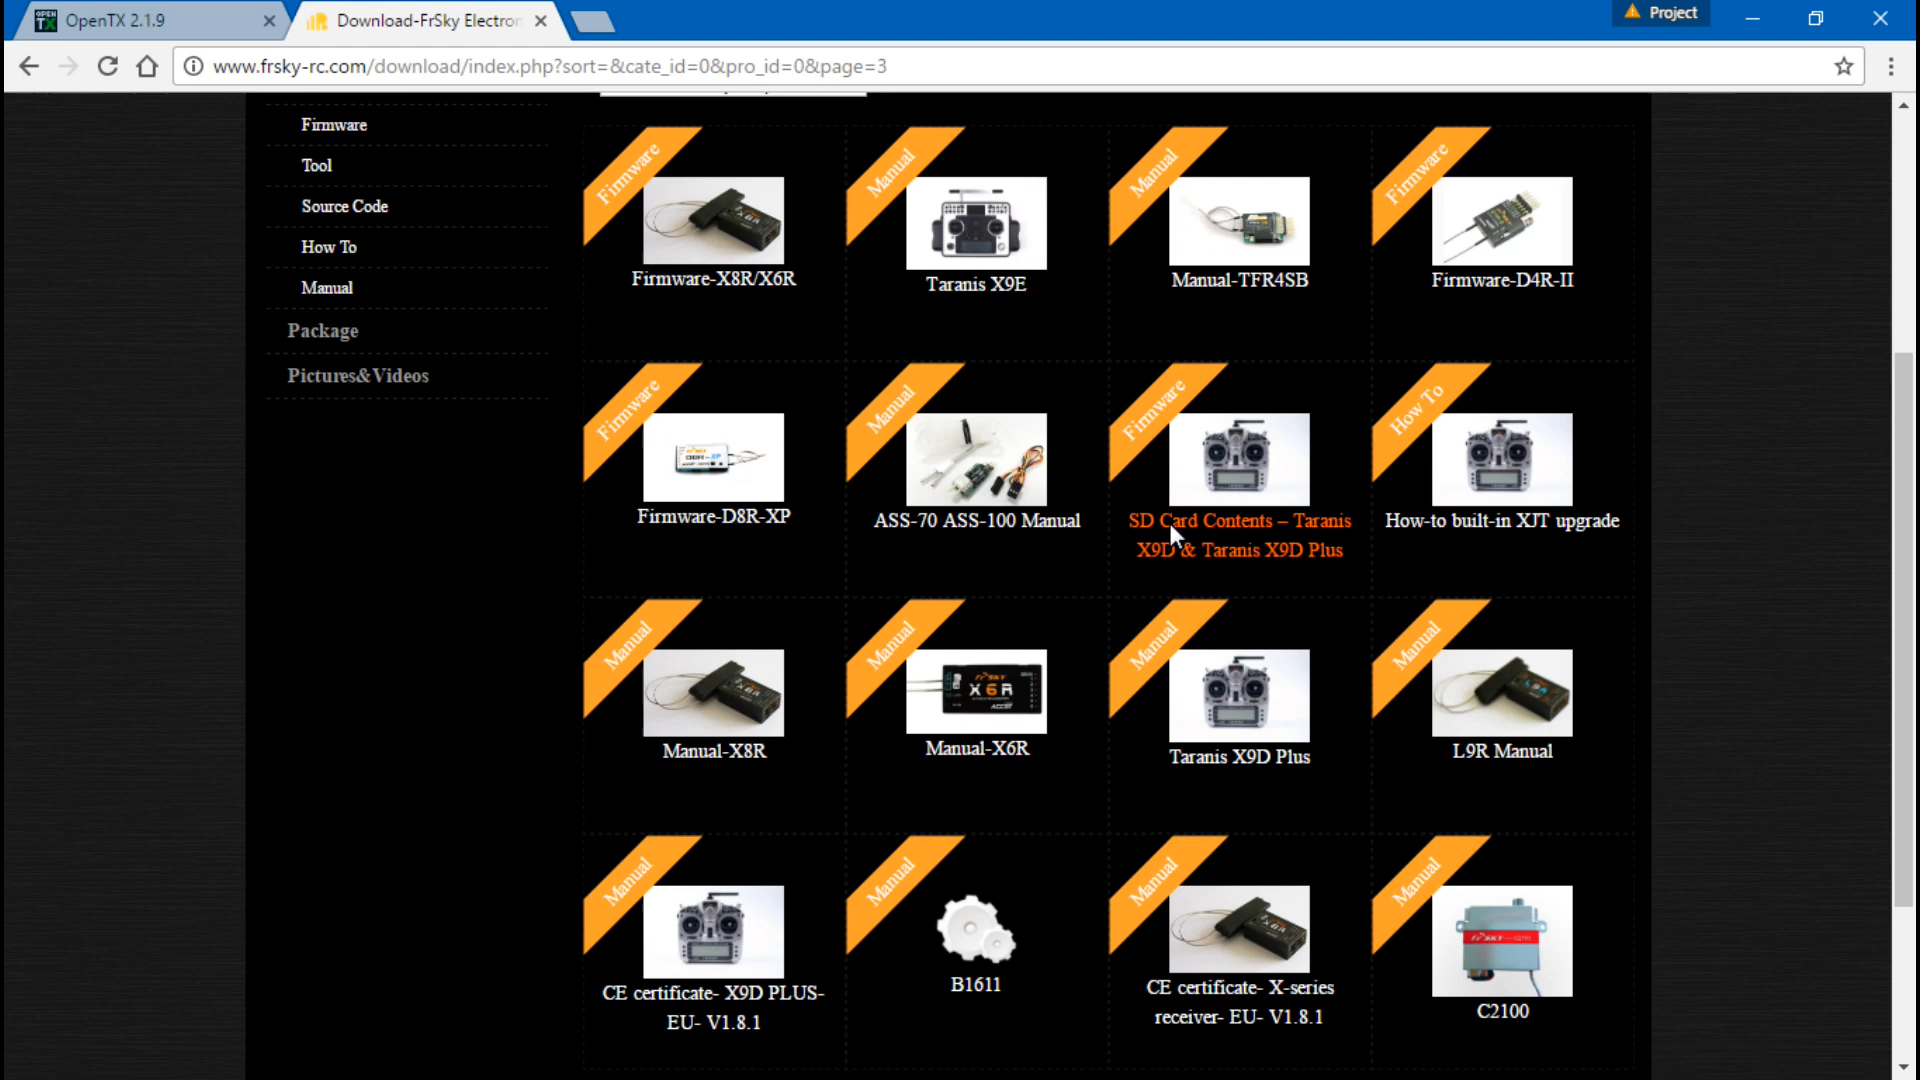 OpenTX 2.1.9
Download-FrSky Electron
Project
www.frsky-rc.com/download/index.php?sort=&cate_id=0&pro_id=0&page=3
Firmware
Tool
Source Code
How To
Manual
Package
Pictures&Videos
Firmware
Firmware-X8R/X6R
Manual
Taranis X9E
Manual
Manual-TFR4SB
Firmware
Firmware-D4R-II
Firmware
Firmware-D8R-XP
Manual
ASS-70 ASS-100 Manual
Firmware
SD Card Contents – Taranis
X9D & Taranis X9D Plus
How To
How-to built-in XJT upgrade
Manual
Manual-X8R
Manual
FrSKY
X6R
ACCST
Manual-X6R
Manual
Taranis X9D Plus
Manual
L9R Manual
Manual
CE certificate- X9D PLUS-
EU- V1.8.1
Manual
B1611
Manual
CE certificate- X-series
receiver- EU- V1.8.1
Manual
C2100